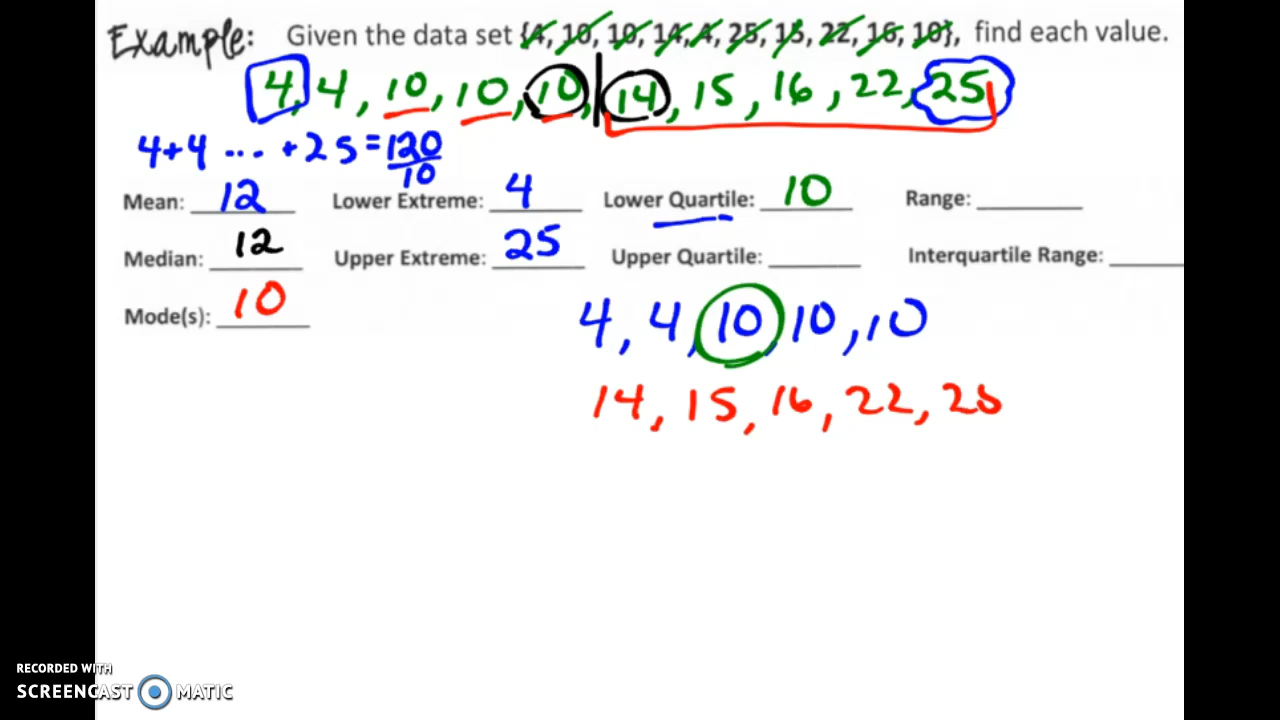 Example: Given the data set {4, 10, 10, 14, 4, 25, 15, 22, 16, 10}, find each value.
4, 4, 10, 10, 10, 14, 15, 16, 22, 25
4+4 ... +25=120/10
Mean: 12 Lower Extreme: 4 Lower Quartile: 10 Range: ________
Median: 12 Upper Extreme: 25 Upper Quartile: ________ Interquartile Range: ________
Mode(s): 10
4, 4, 10, 10, 10
14, 15, 16, 22, 25
RECORDED WITH
SCREENCAST MATIC